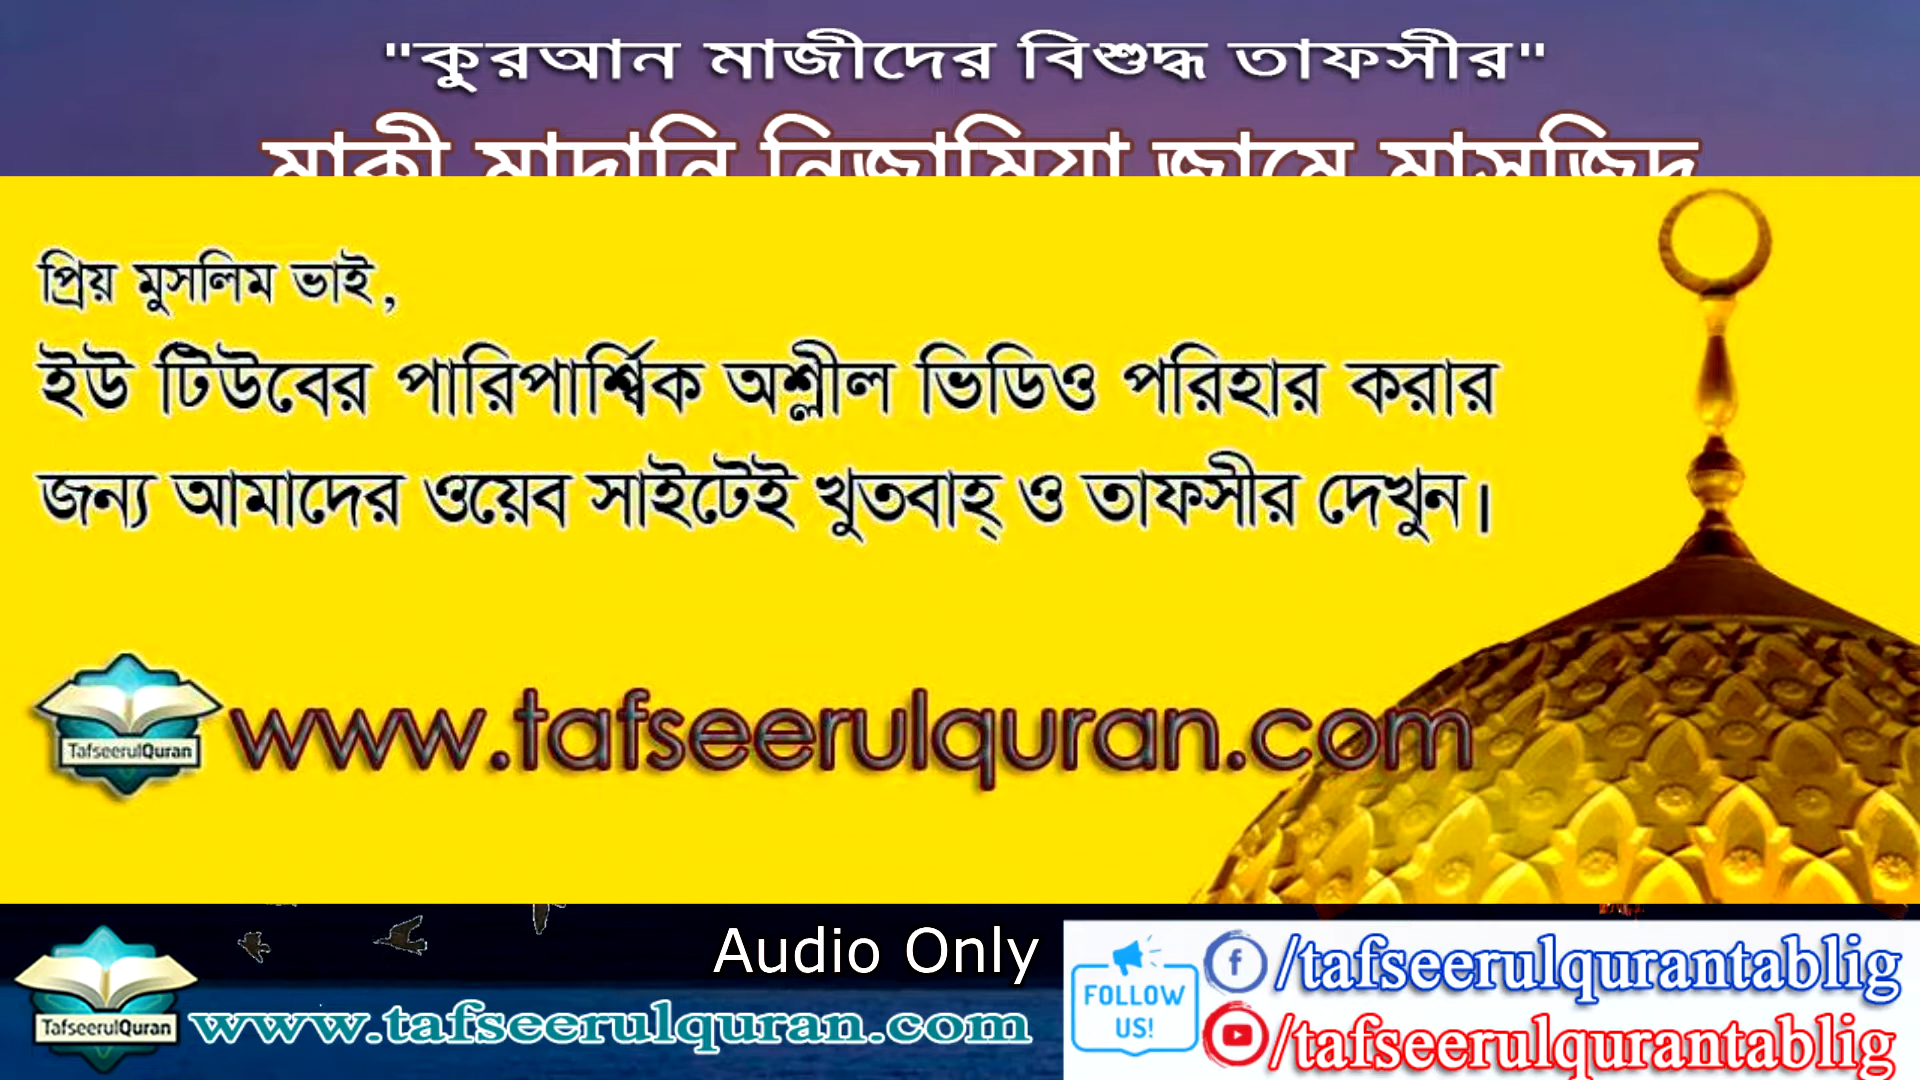 "কুরআন মাজীদের বিশুদ্ধ তাফসীর"
মাক্কী মাদানি নিজামিয়া জামে মাসজিদ
প্রিয় মুসলিম ভাই,
ইউ টিউবের পারিপার্শ্বিক অশ্লীল ভিডিও পরিহার করার
জন্য আমাদের ওয়েব সাইটেই খুতবাহ্ ও তাফসীর দেখুন।
TafseerulQuran
www.tafseerulquran.com
Audio Only
TafseerulQuran
www.tafseerulquran.com
FOLLOW
US!
/tafseerulqurantablig
/tafseerulqurantablig